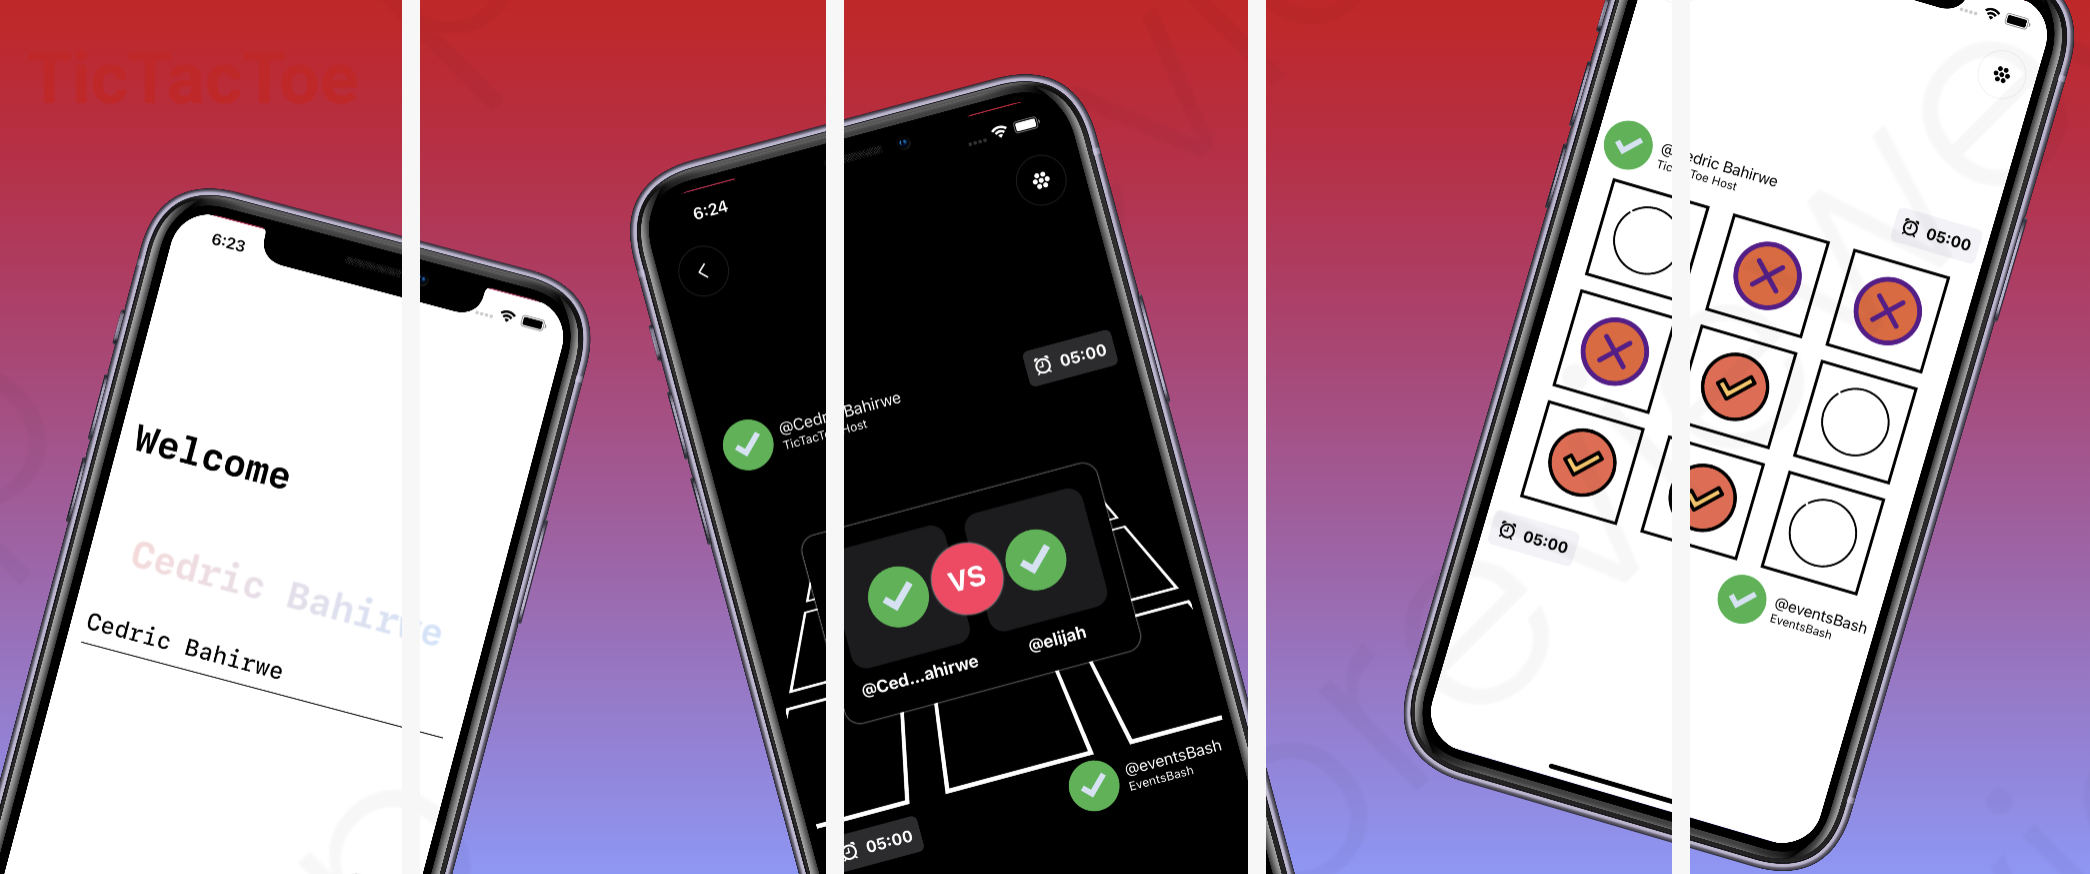 TicTacToe
6:23
Welcome
Cedric Bahirwe
Cedric Bahirwe
6:24
05:00
@Cedr Bahirwe
TicTacT Host
VS
@Ced...ahirwe
@elijah
@eventsBash
EventsBash
05:00
@ edric Bahirwe
Tic Toe Host
05:00
05:00
@eventsBash
EventsBash